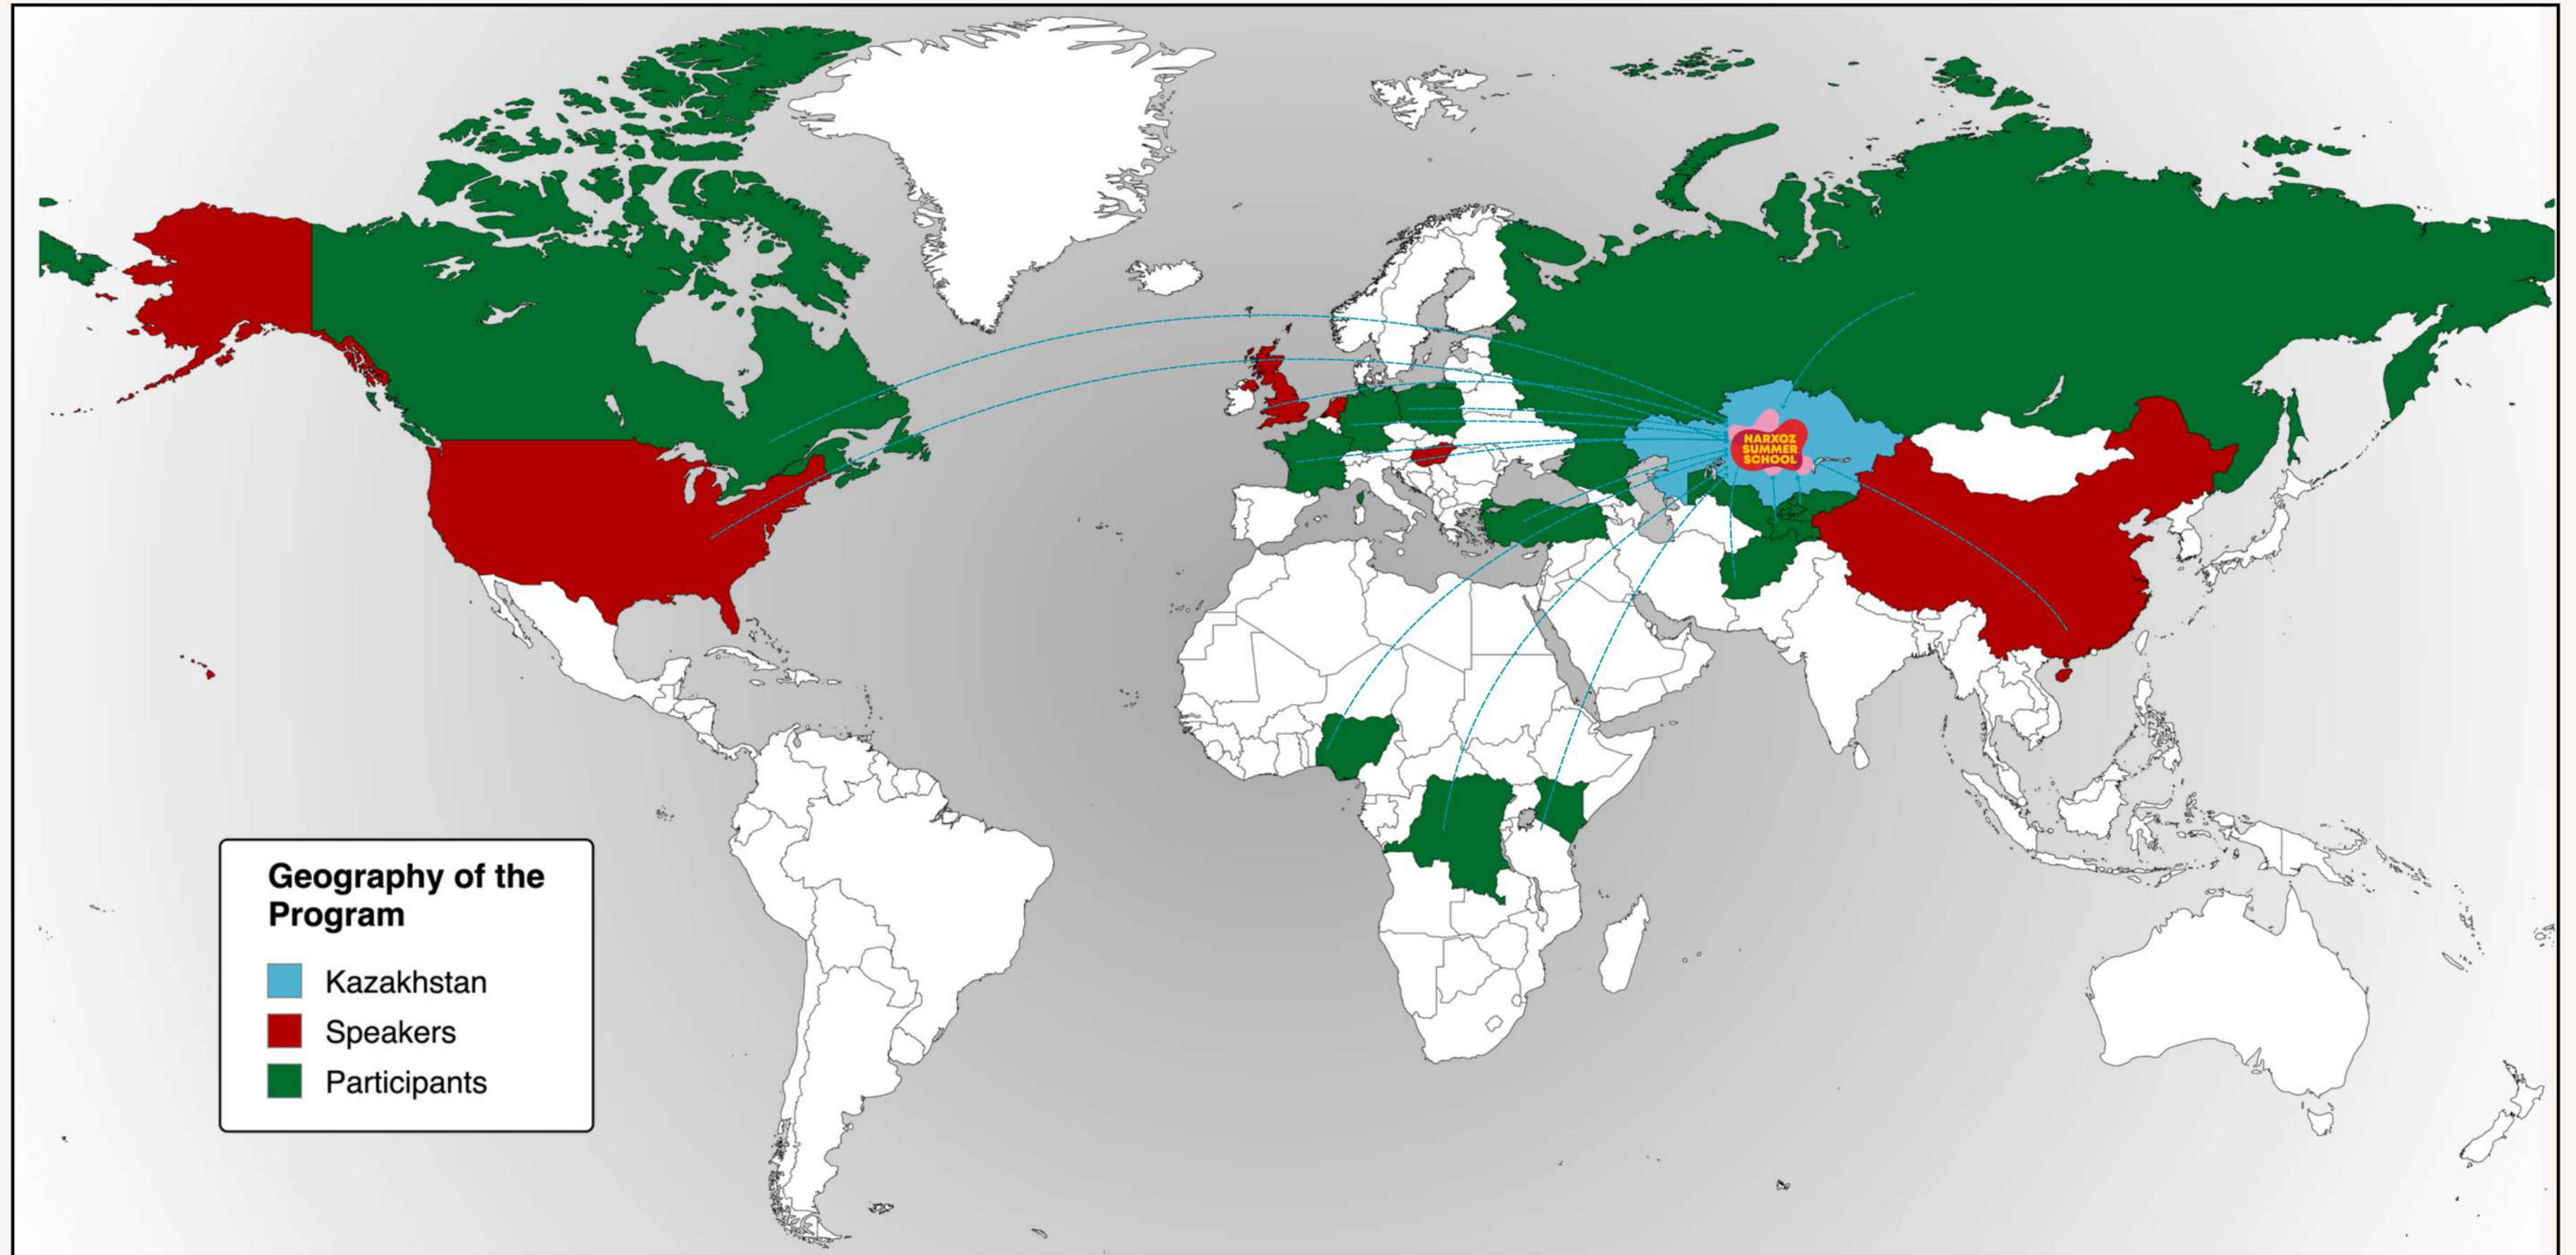 NARXOZ
SUMMER
SCHOOL
Geography of the
Program
Kazakhstan
Speakers
Participants